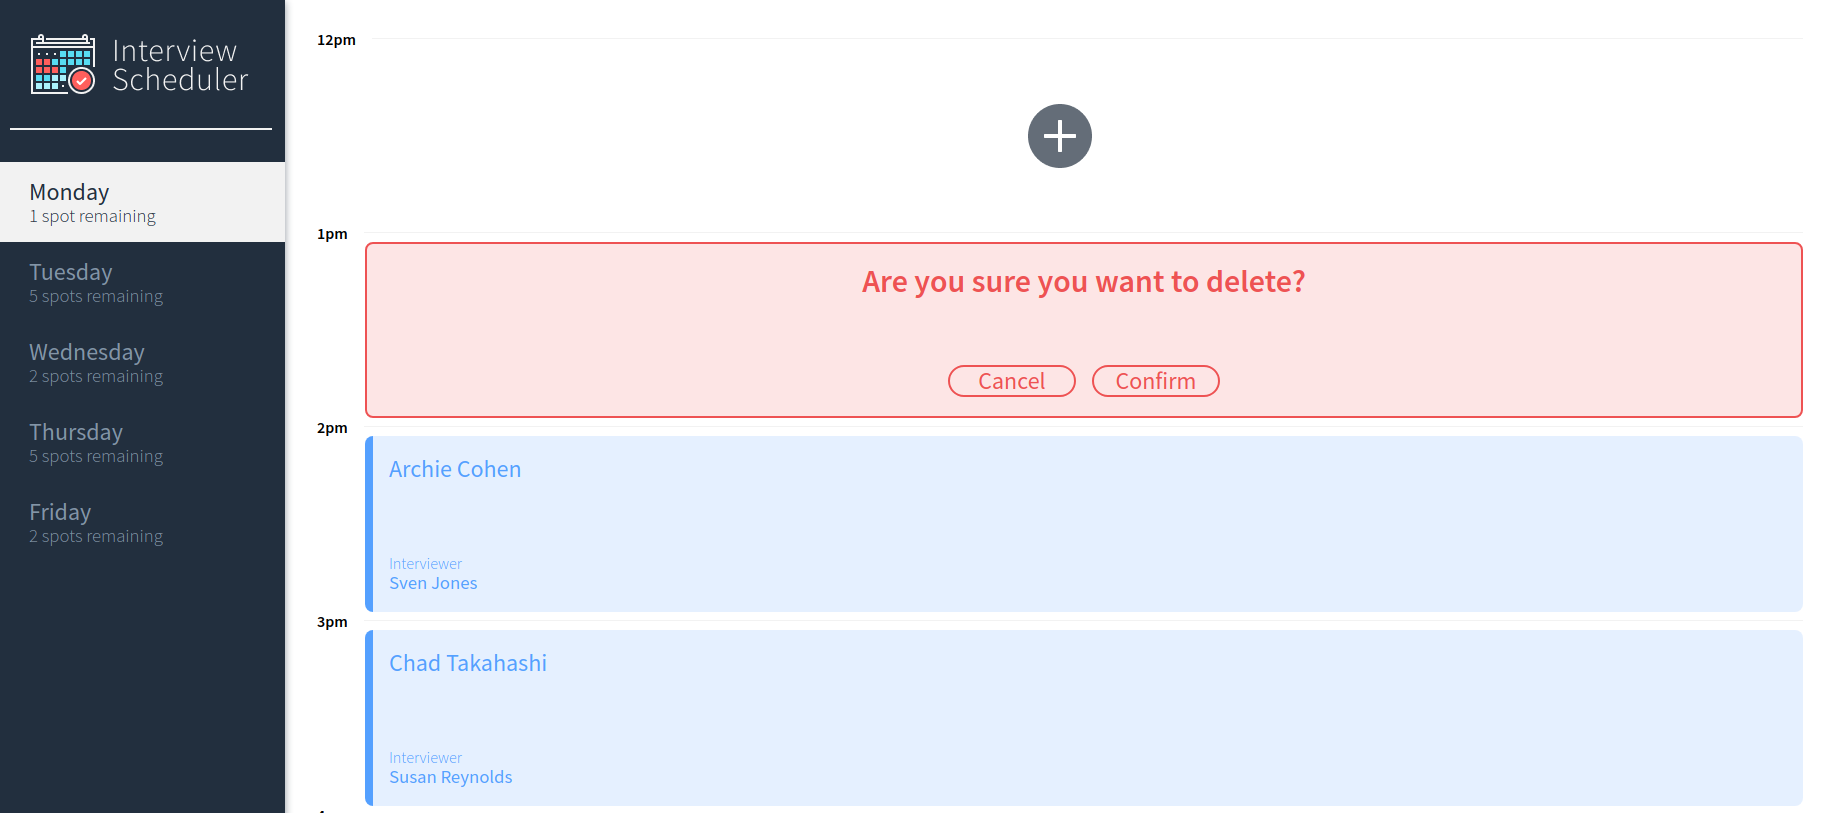 Interview
Scheduler
Monday
1 spot remaining
Tuesday
5 spots remaining
Wednesday
2 spots remaining
Thursday
5 spots remaining
Friday
2 spots remaining
12pm
1pm
Are you sure you want to delete?
Cancel Confirm
2pm
Archie Cohen
Interviewer
Sven Jones
3pm
Chad Takahashi
Interviewer
Susan Reynolds